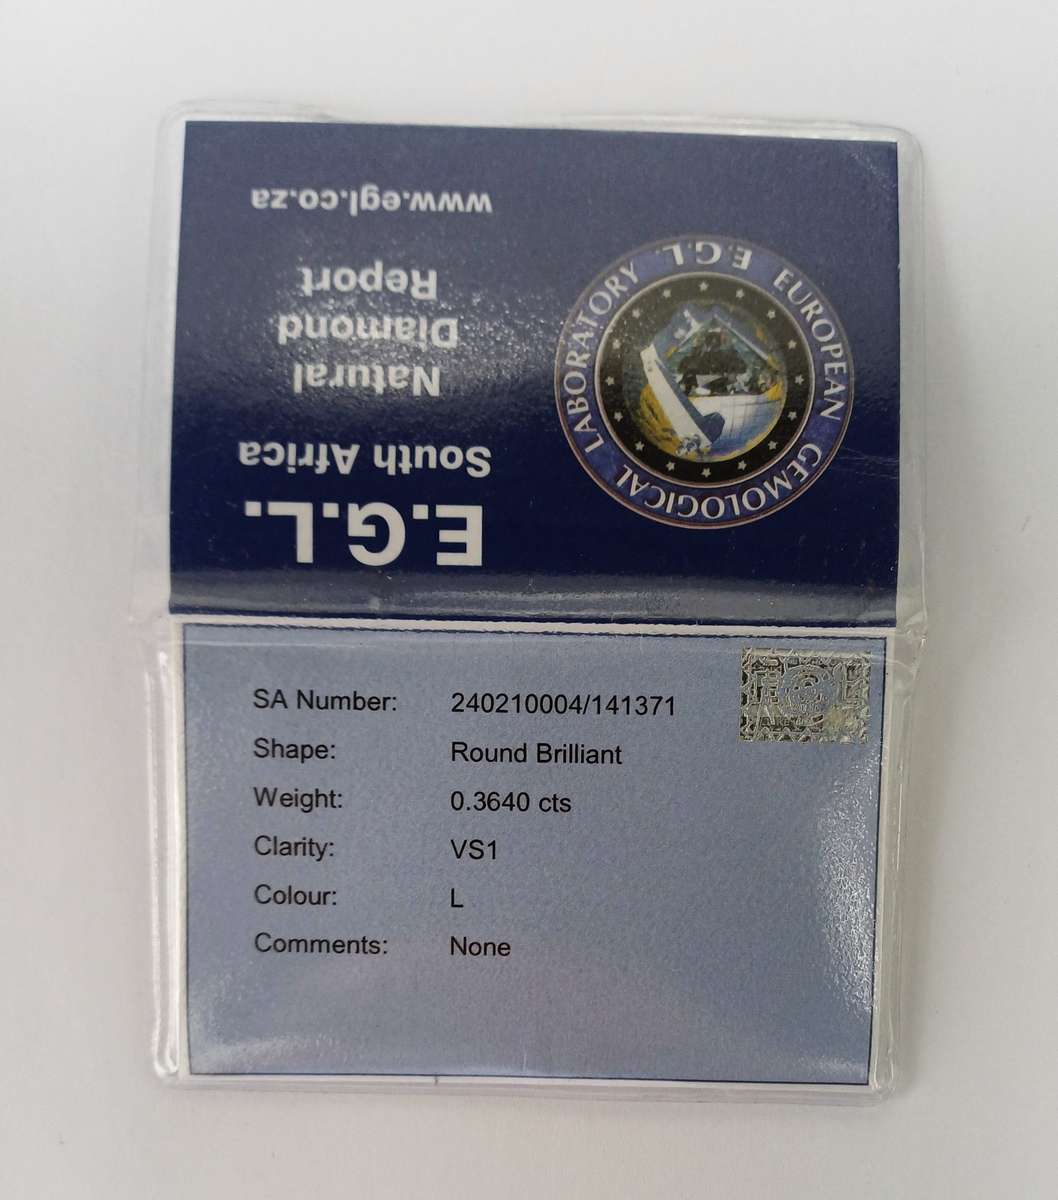 E.G.L.
South Africa
Natural
Diamond
Report
www.egl.co.za
E.G.L. EUROPEAN GEMOLOGICAL LABORATORY
SA Number: 240210004/141371
Shape: Round Brilliant
Weight: 0.3640 cts
Clarity: VS1
Colour: L
Comments: None